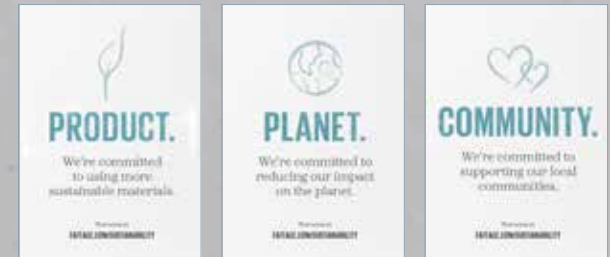 PRODUCT.
We're committed
to using more
sustainable materials.
PLANET.
We're committed to
reducing our impact
on the planet.
COMMUNITY.
We're committed to
supporting our local
communities.